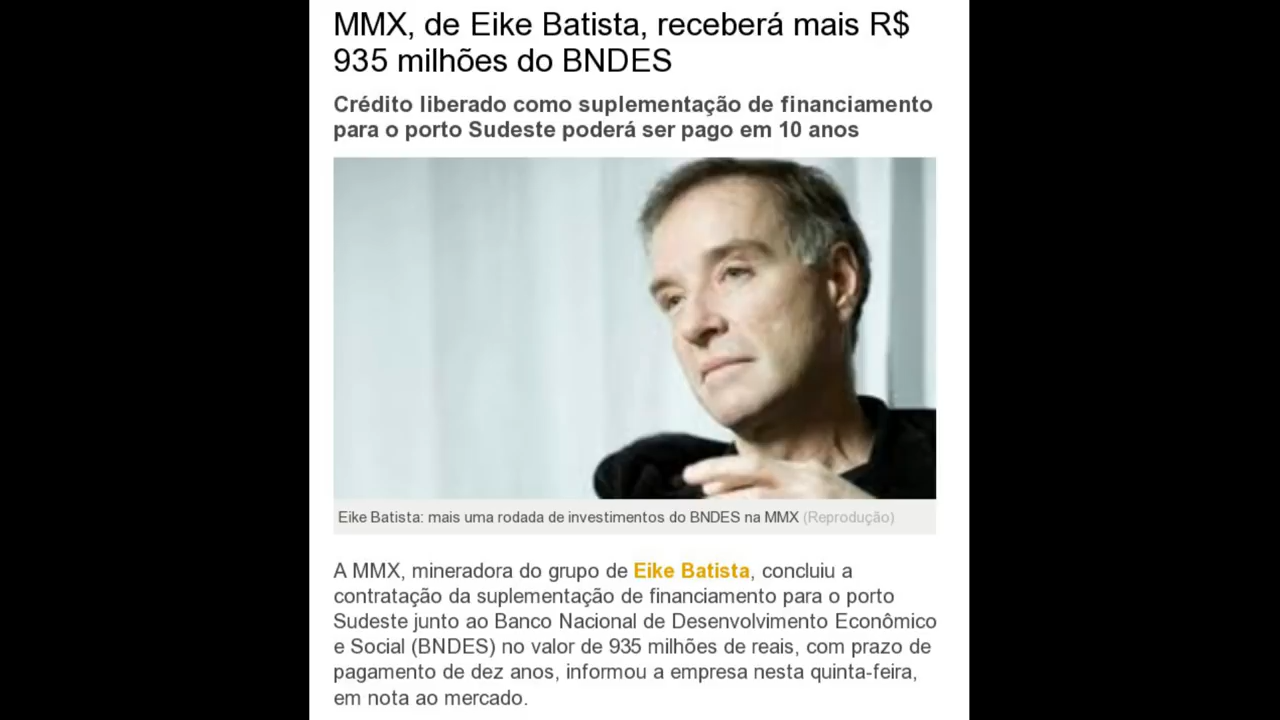 MMX, de Eike Batista, receberá mais R$
935 milhões do BNDES
Crédito liberado como suplementação de financiamento
para o porto Sudeste poderá ser pago em 10 anos
Eike Batista: mais uma rodada de investimentos do BNDES na MMX (Reprodução)
A MMX, mineradora do grupo de Eike Batista, concluiu a
contratação da suplementação de financiamento para o porto
Sudeste junto ao Banco Nacional de Desenvolvimento Econômico
e Social (BNDES) no valor de 935 milhões de reais, com prazo de
pagamento de dez anos, informou a empresa nesta quinta-feira,
em nota ao mercado.